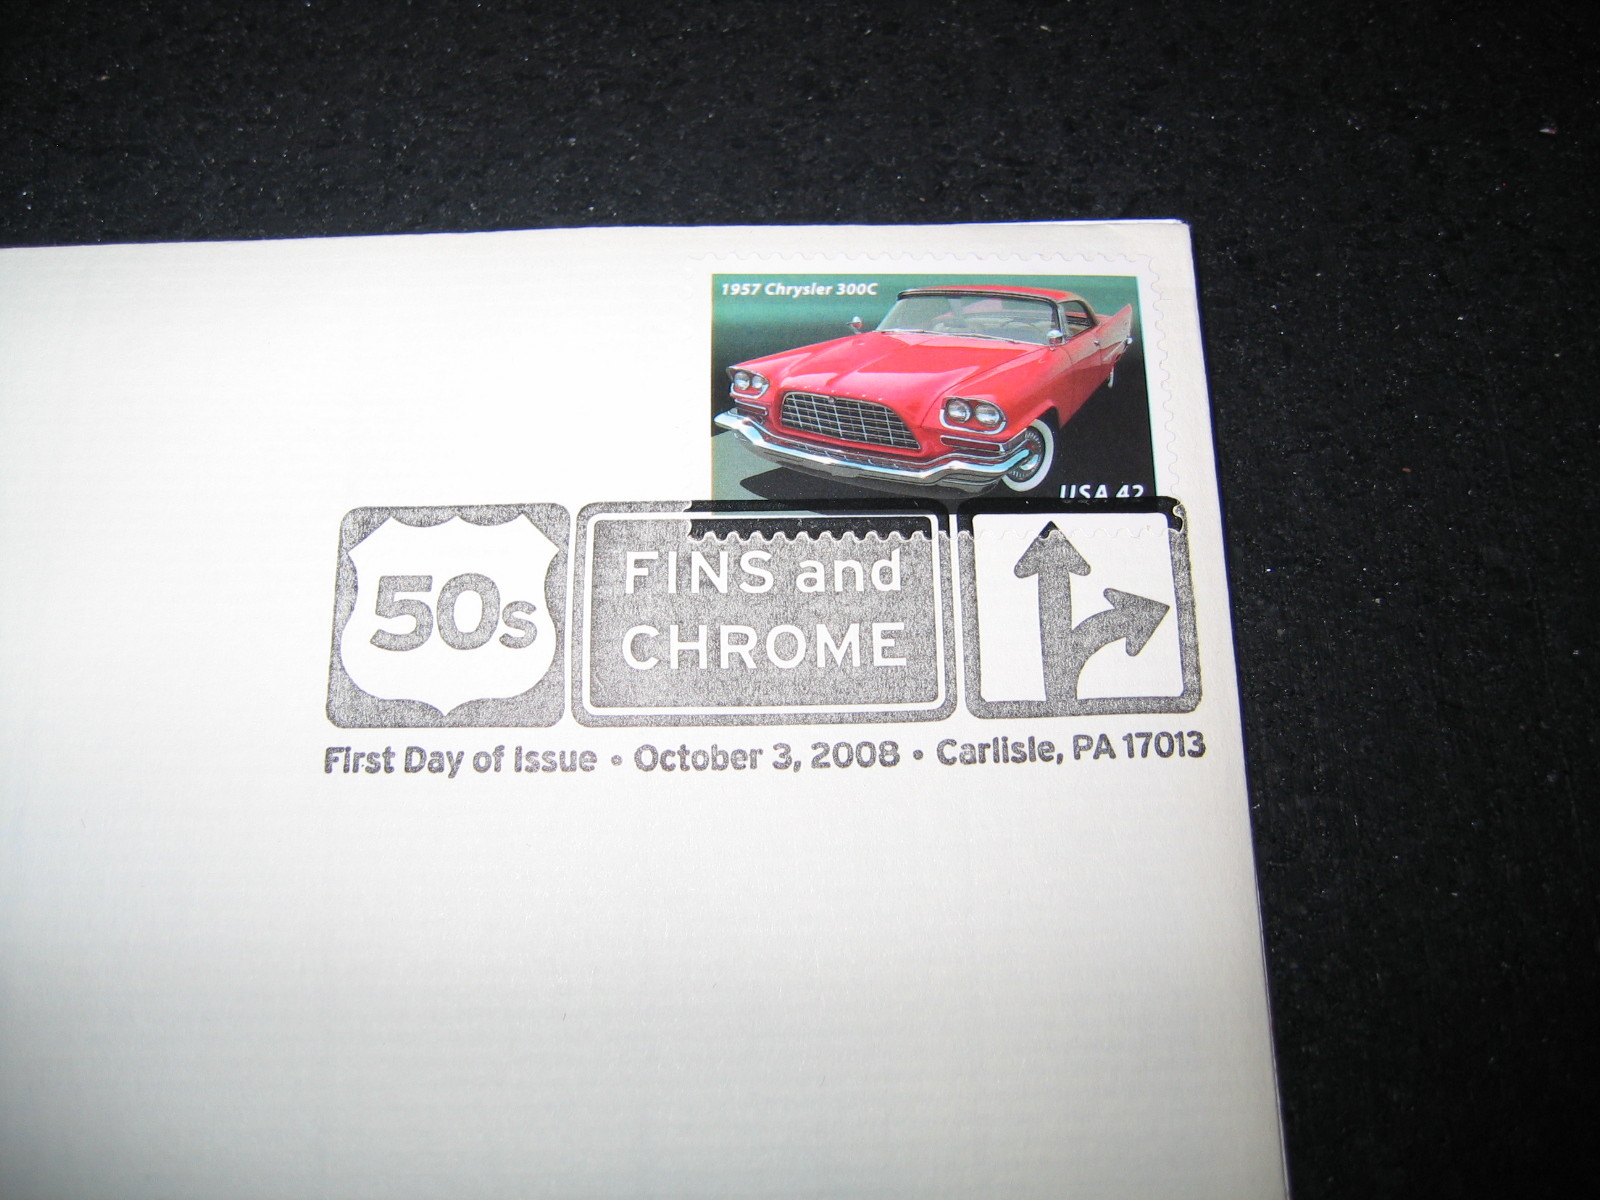 1957 Chrysler 300C
USA 42
50s
FINS and
CHROME
First Day of Issue • October 3, 2008 • Carlisle, PA 17013